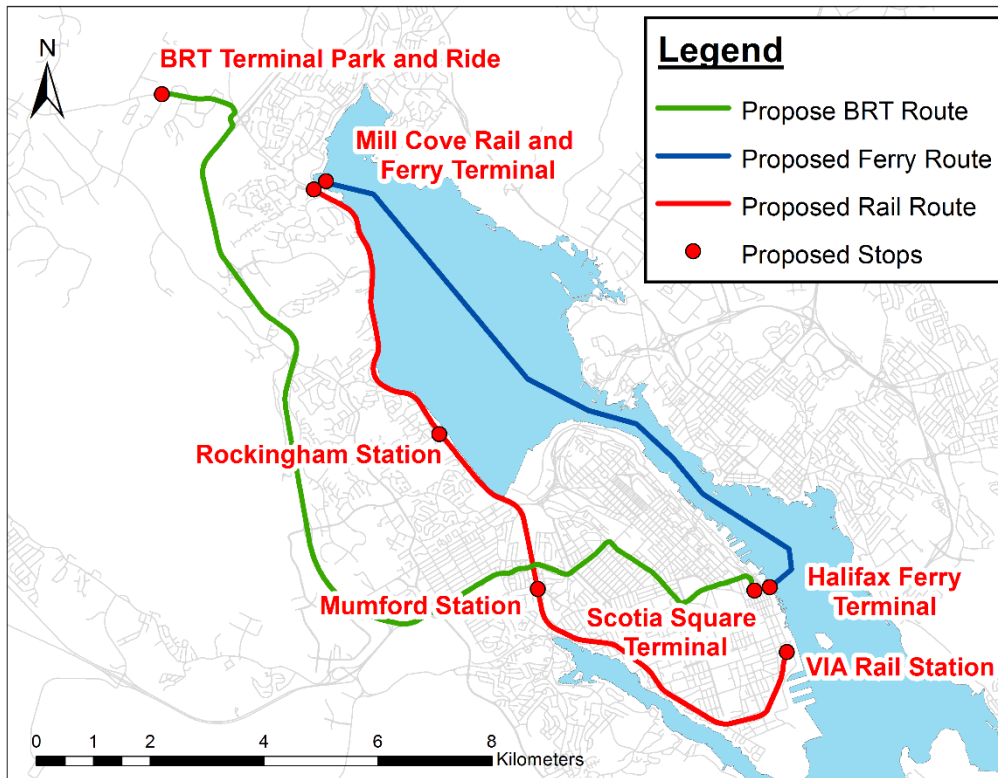 N
BRT Terminal Park and Ride
Mill Cove Rail and
Ferry Terminal
Rockingham Station
Mumford Station
Scotia Square
Terminal
Halifax Ferry
Terminal
VIA Rail Station
Legend
Propose BRT Route
Proposed Ferry Route
Proposed Rail Route
Proposed Stops
0 1 2 4 6 8
Kilometers